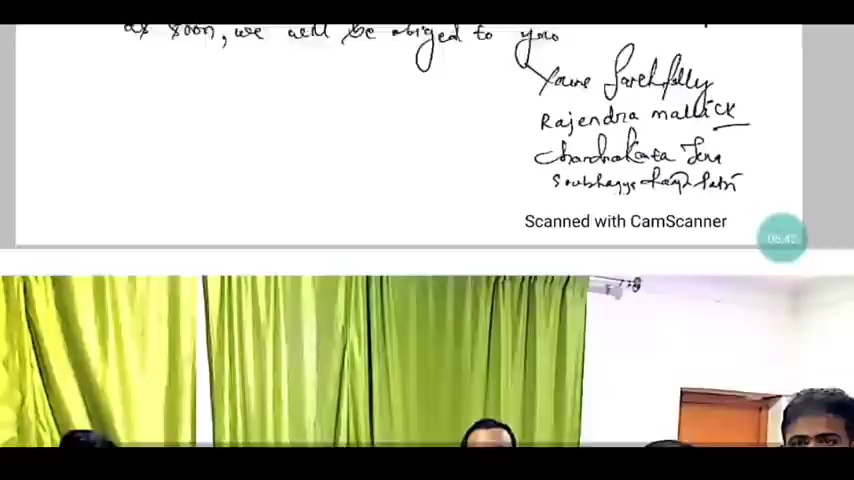 as soon, we will be obliged to you
Yours Faithfully
Rajendra mallick
Chandrakanta Jena
Scanned with CamScanner